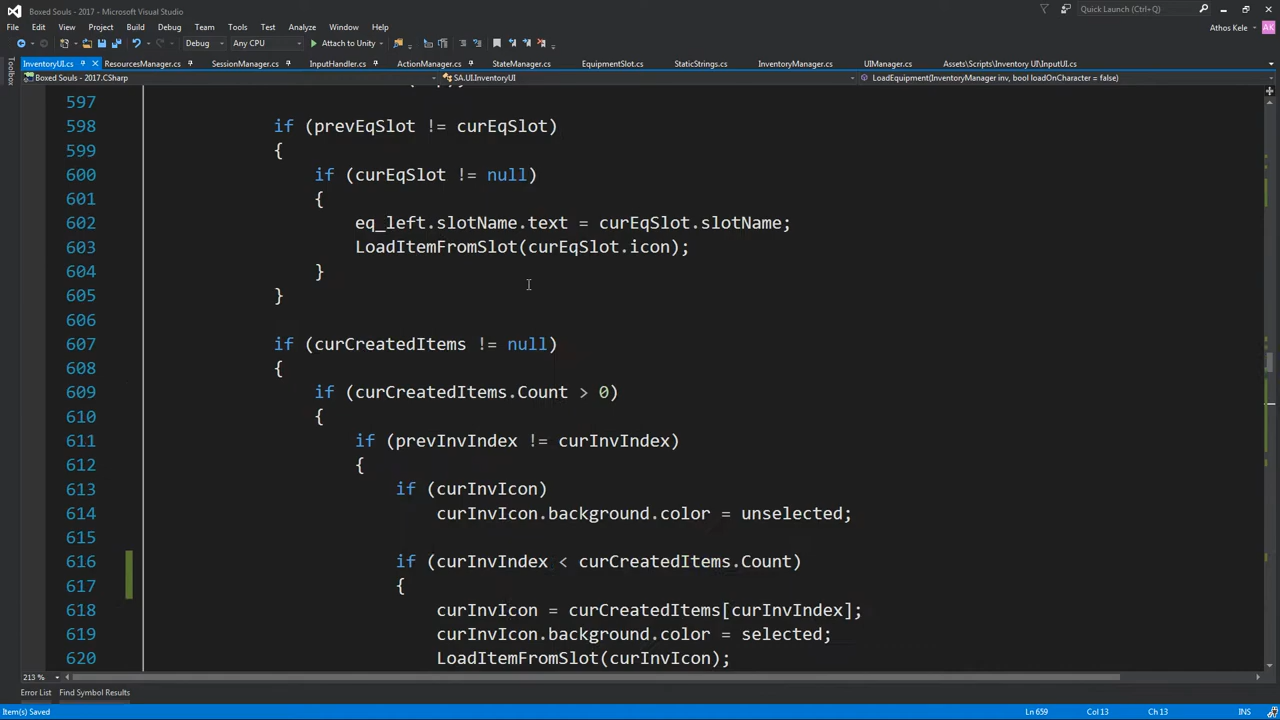 Boxed Souls - 2017 - Microsoft Visual Studio
Quick Launch (Ctrl+Q)
File Edit View Project Build Debug Team Tools Test Analyze Window Help
Athos Kele
AK
Debug Any CPU Attach to Unity
Toolbox
InventoryUI.cs ResourcesManager.cs SessionManager.cs InputHandler.cs ActionManager.cs StateManager.cs EquipmentSlot.cs StaticStrings.cs InventoryManager.cs UIManager.cs Assets\Scripts\Inventory UI\InputUI.cs
Boxed Souls - 2017.CSharp SA.UI.InventoryUI LoadEquipment(InventoryManager inv, bool loadOnCharacter = false)
597
598 if (prevEqSlot != curEqSlot)
599 {
600 if (curEqSlot != null)
601 {
602 eq_left.slotName.text = curEqSlot.slotName;
603 LoadItemFromSlot(curEqSlot.icon);
604 }
605 }
606
607 if (curCreatedItems != null)
608 {
609 if (curCreatedItems.Count > 0)
610 {
611 if (prevInvIndex != curInvIndex)
612 {
613 if (curInvIcon)
614 curInvIcon.background.color = unselected;
615
616 if (curInvIndex < curCreatedItems.Count)
617 {
618 curInvIcon = curCreatedItems[curInvIndex];
619 curInvIcon.background.color = selected;
620 LoadItemFromSlot(curInvIcon);
213 %
Error List Find Symbol Results
Item(s) Saved Ln 659 Col 13 Ch 13 INS